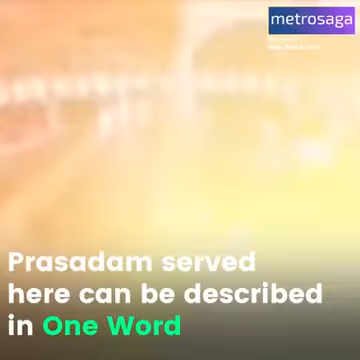 metrosaga
Prasadam served
here can be described
in One Word